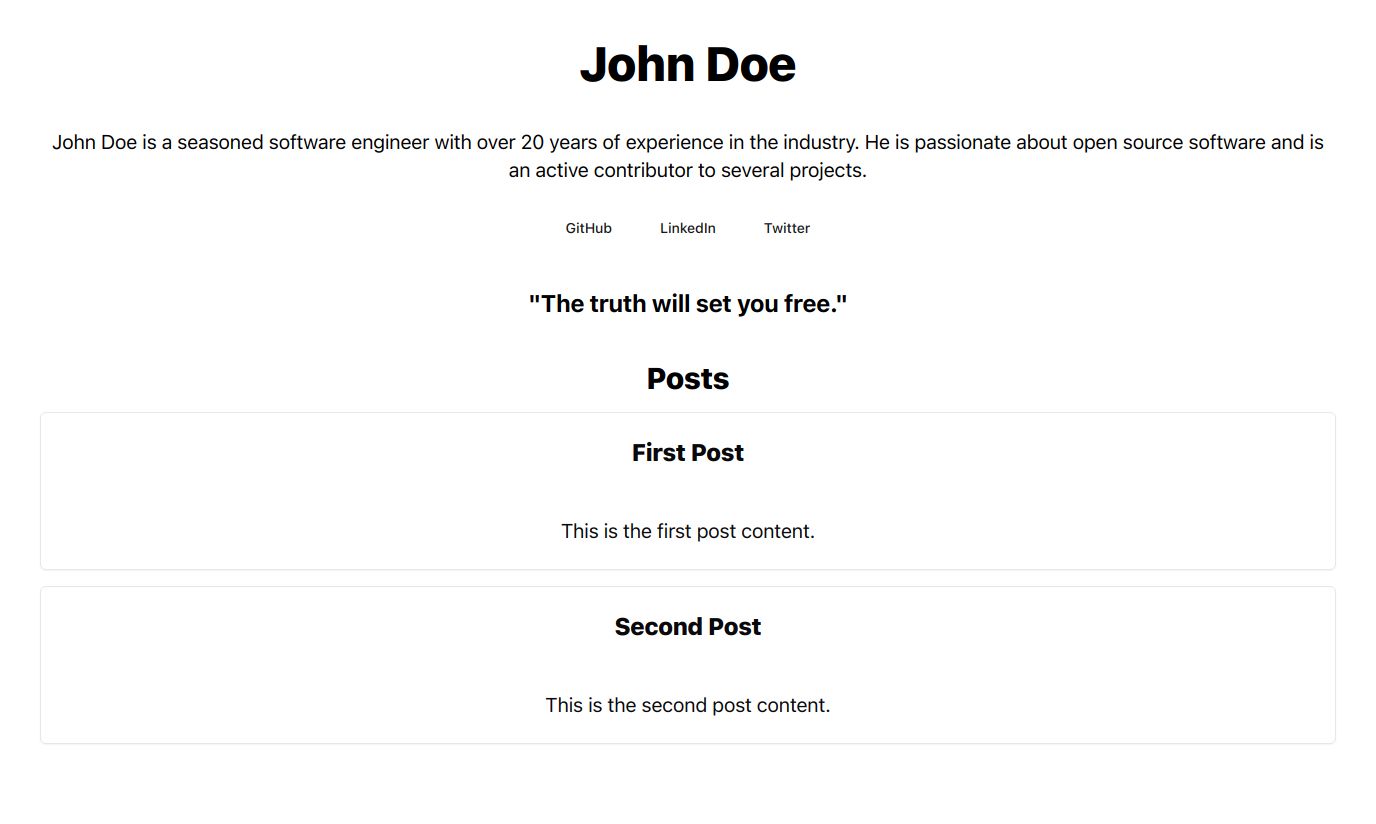 John Doe
John Doe is a seasoned software engineer with over 20 years of experience in the industry. He is passionate about open source software and is
an active contributor to several projects.
GitHub LinkedIn Twitter
"The truth will set you free."
Posts
First Post
This is the first post content.
Second Post
This is the second post content.